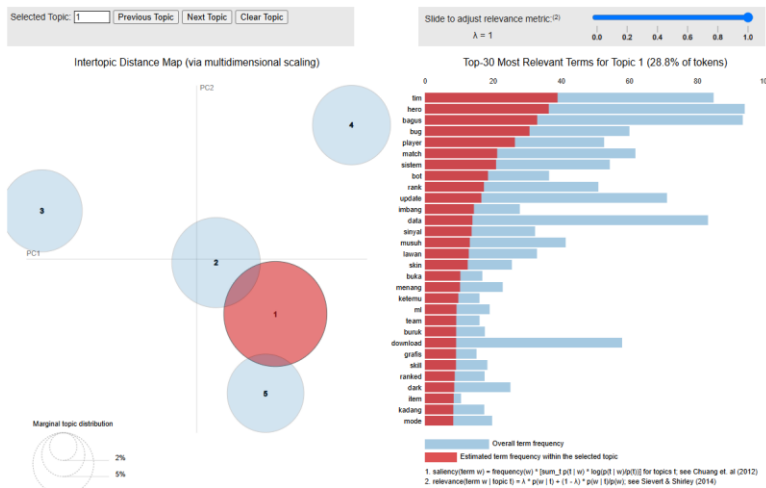 Selected Topic: 1 Previous Topic Next Topic Clear Topic
Slide to adjust relevance metric:(2)
λ = 1
0.0 0.2 0.4 0.6 0.8 1.0
Intertopic Distance Map (via multidimensional scaling)
PC2
PC1
4
3
2
1
5
Marginal topic distribution
2%
5%
Top-30 Most Relevant Terms for Topic 1 (28.8% of tokens)
0 20 40 60 80 10
tim
hero
bagus
bug
player
match
sistem
bot
rank
update
imbang
data
sinyal
musuh
lawan
skin
buka
menang
ketemu
ml
team
buruk
download
grafis
skill
ranked
dark
item
kadang
mode
Overall term frequency
Estimated term frequency within the selected topic
1. saliency(term w) = frequency(w) * [sum_t p(t | w) * log(p(t | w)/p(t))] for topics t; see Chuang et. al (2012)
2. relevance(term w | topic t) = λ * p(w | t) + (1 - λ) * p(w | t)/p(w); see Sievert & Shirley (2014)